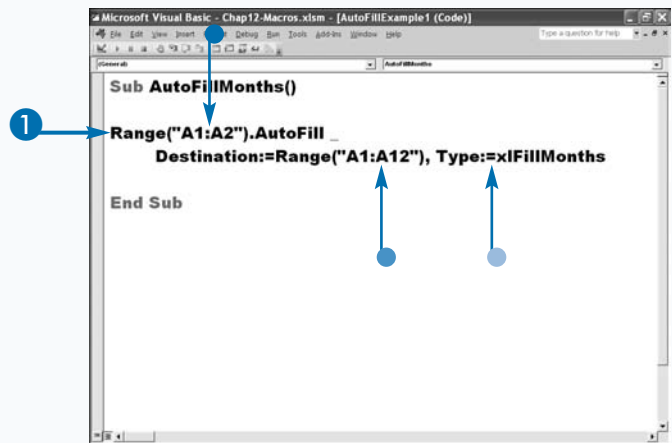 Microsoft Visual Basic - Chap12-Macros.xlsm - [AutoFillExample1 (Code)]
File Edit View Insert Debug Run Tools Add-Ins Window Help
Type a question for help
(General)
AutoFillMonths
Sub AutoFillMonths()
1
Range("A1:A2").AutoFill _
Destination:=Range("A1:A12"), Type:=xlFillMonths
End Sub